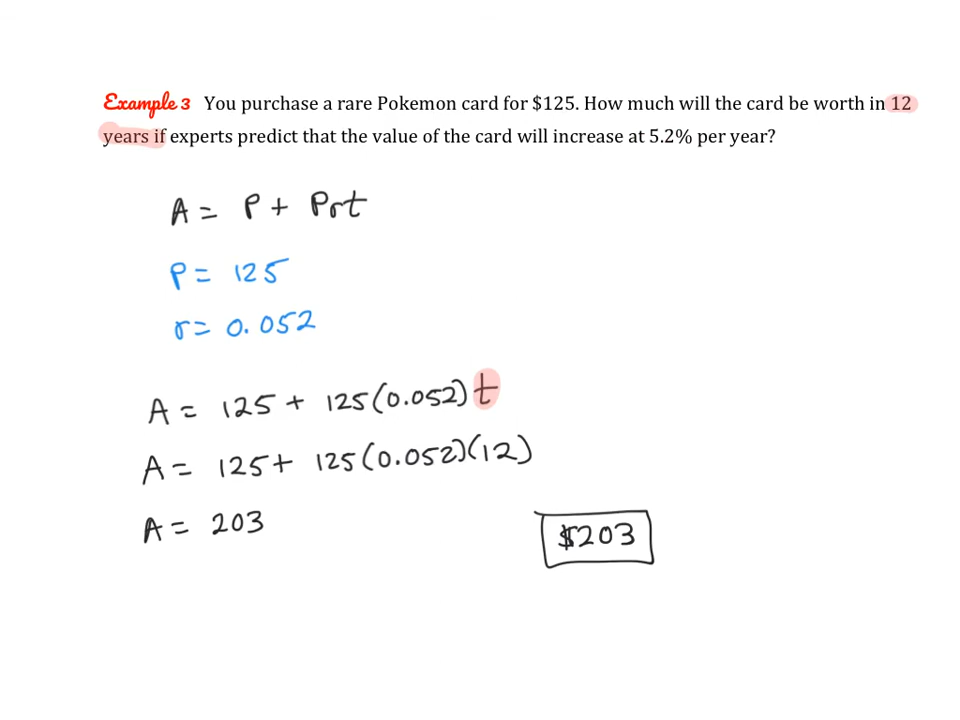 Example 3 You purchase a rare Pokemon card for $125. How much will the card be worth in 12
years if experts predict that the value of the card will increase at 5.2% per year?
A = P + Prt
P = 125
r = 0.052
A = 125 + 125(0.052) t
A = 125 + 125(0.052)(12)
A = 203
$203